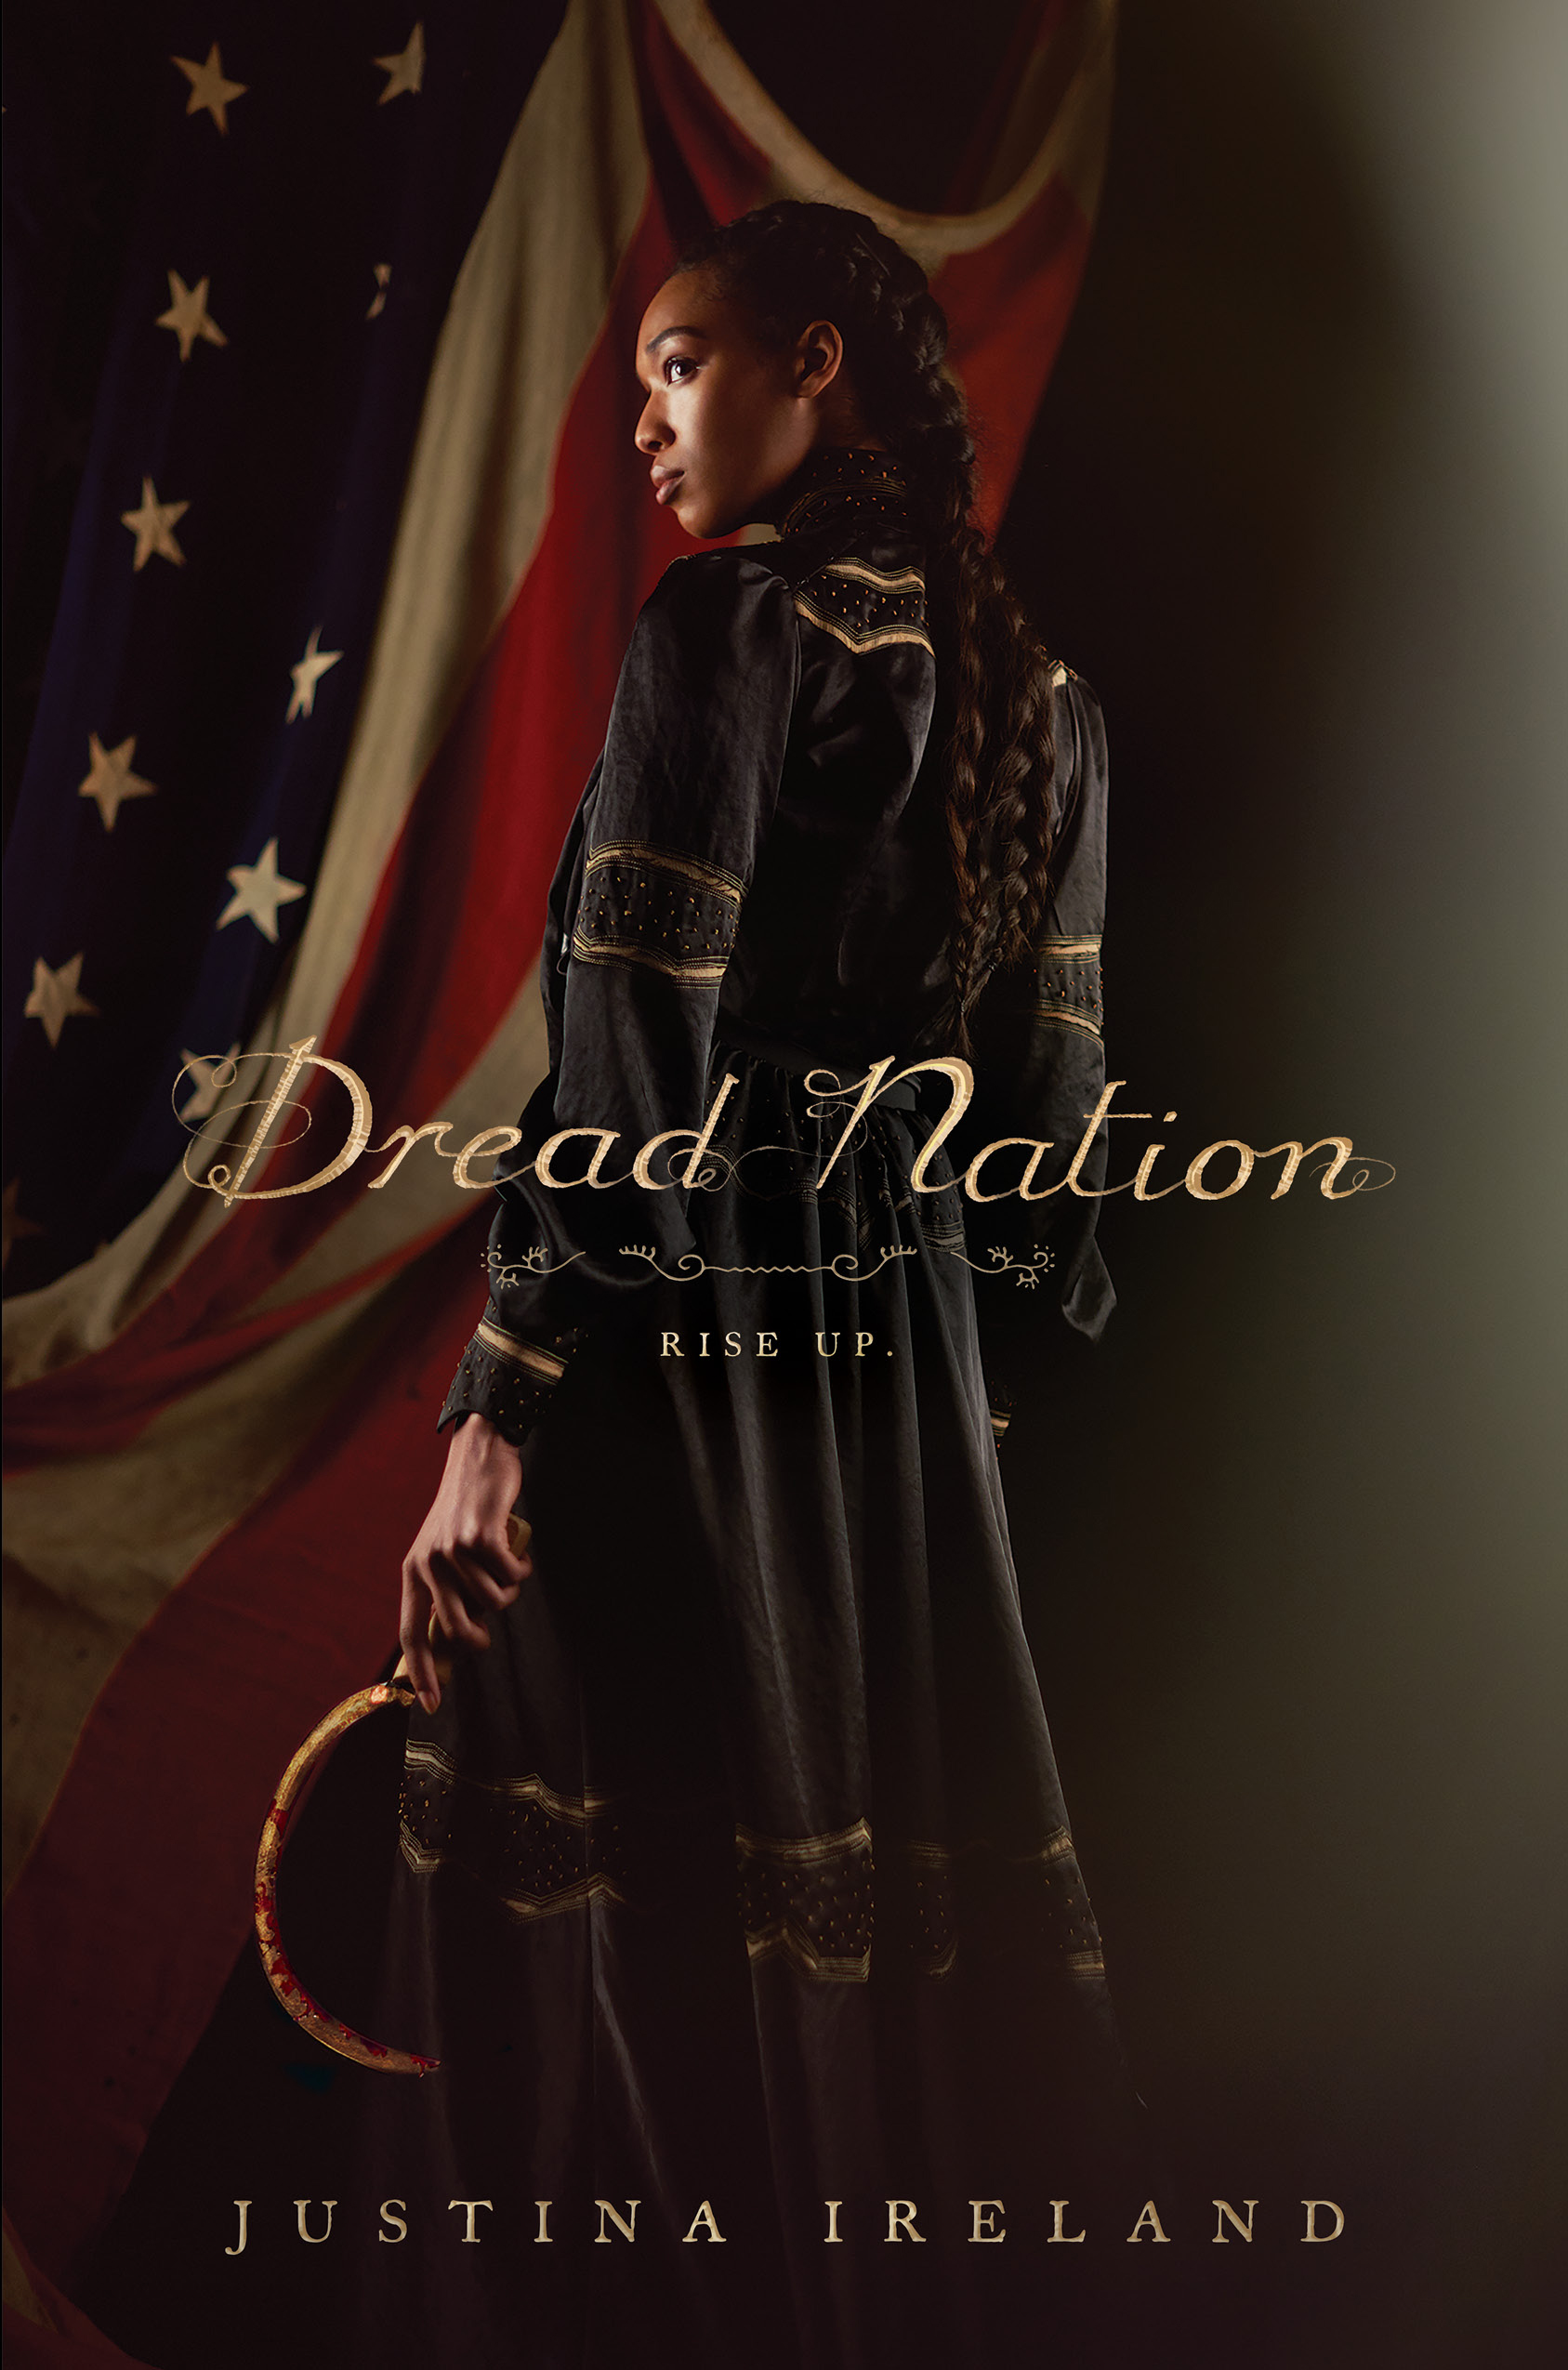 Dread Nation
RISE UP.
JUSTINA IRELAND